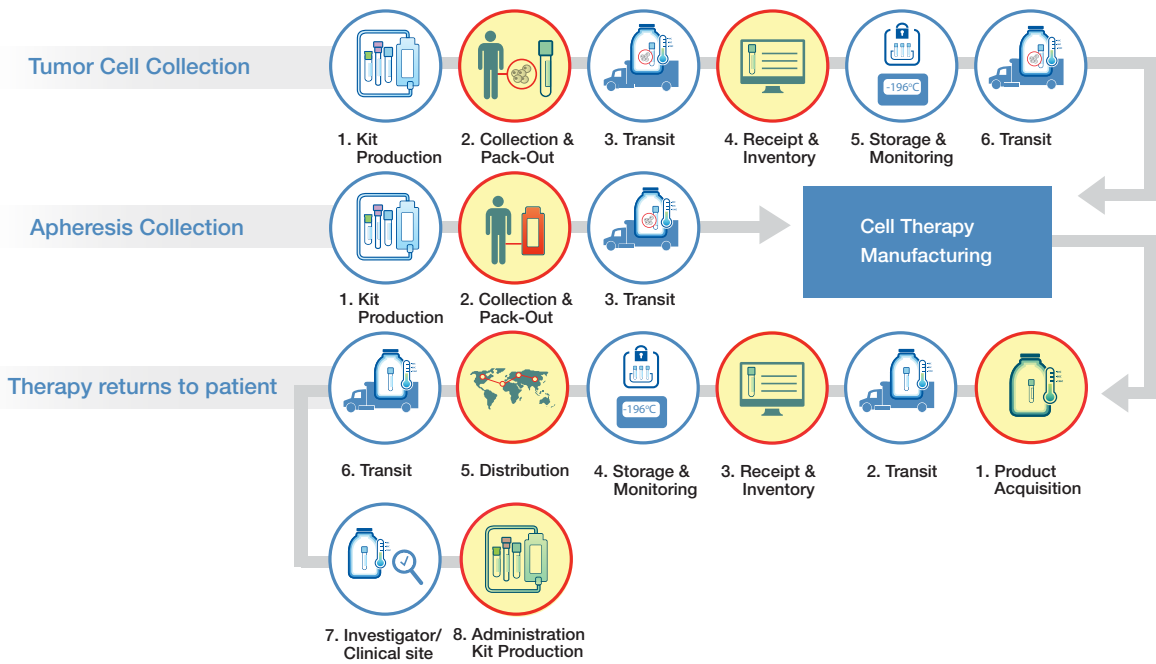 Tumor Cell Collection
-196ºC
1. Kit
Production
2. Collection &
Pack-Out
3. Transit
4. Receipt &
Inventory
5. Storage &
Monitoring
6. Transit
Apheresis Collection
Cell Therapy
Manufacturing
1. Kit
Production
2. Collection &
Pack-Out
3. Transit
Therapy returns to patient
-196ºC
6. Transit
5. Distribution
4. Storage &
Monitoring
3. Receipt &
Inventory
2. Transit
1. Product
Acquisition
7. Investigator/
Clinical site
8. Administration
Kit Production